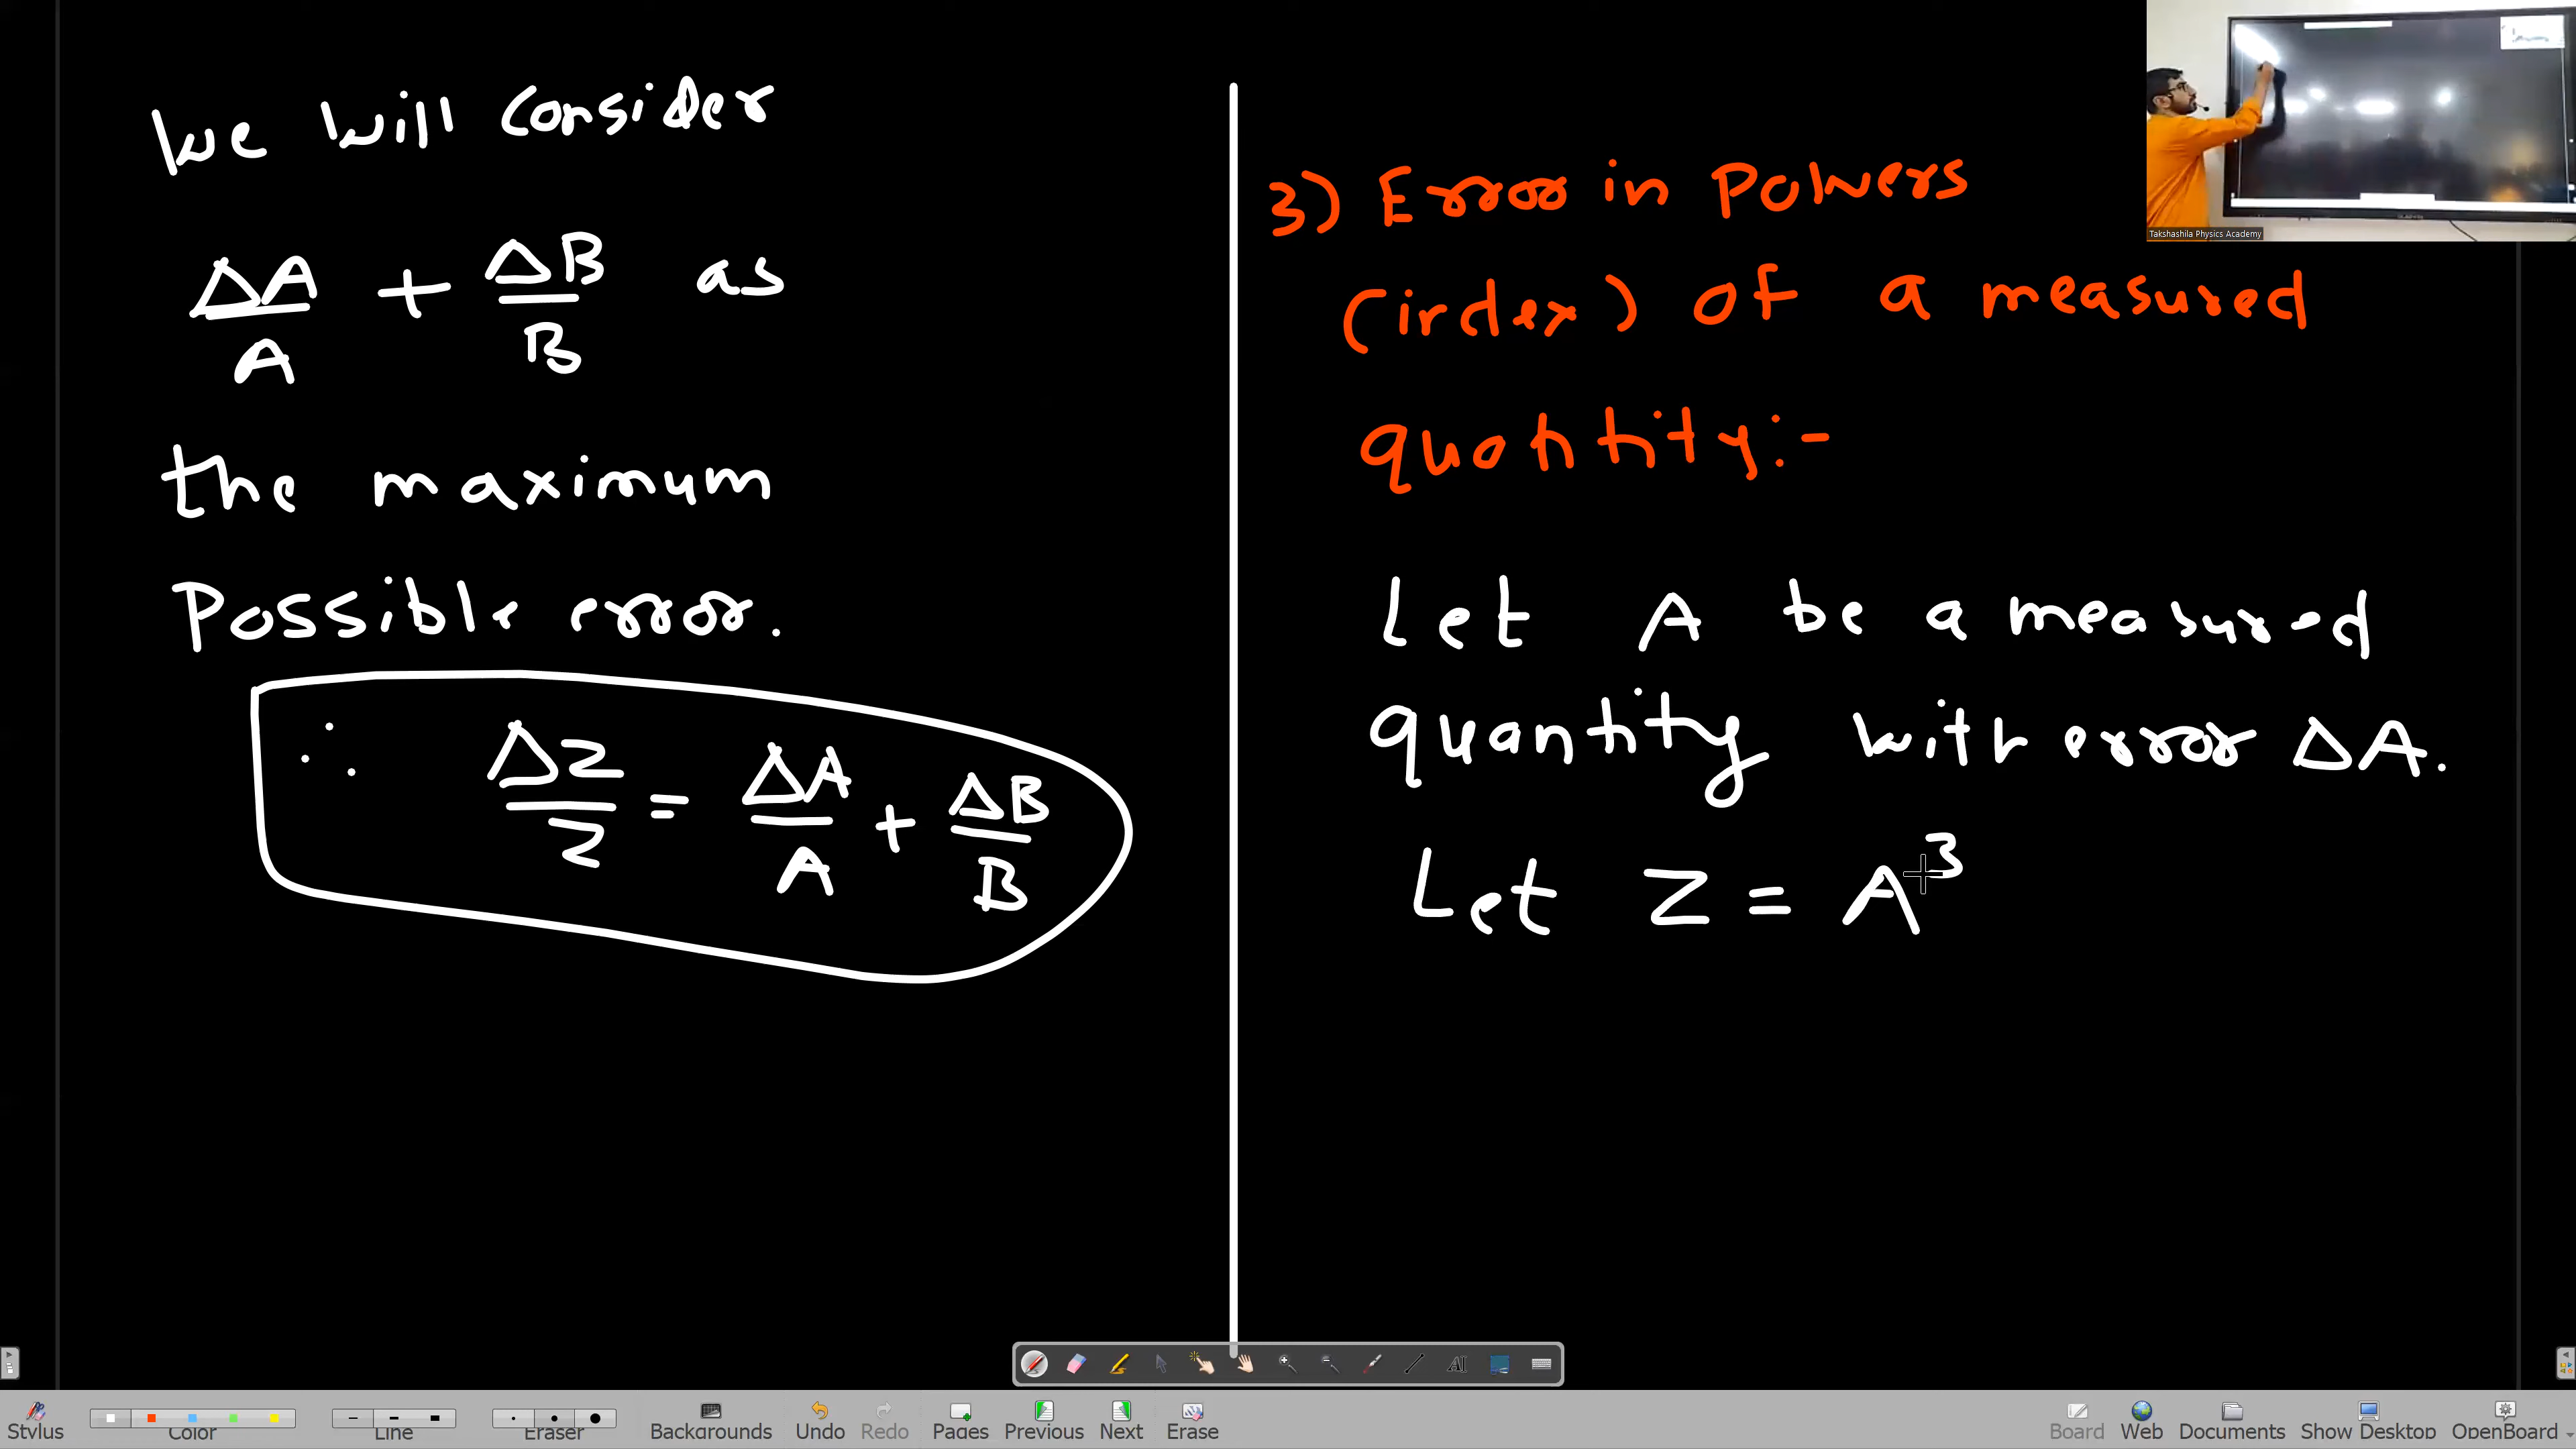 We will consider
ΔA/A + ΔB/B as
the maximum
Possible error.
∴ ΔZ/Z = ΔA/A + ΔB/B
3) Error in Powers
(index) of a measured
quantity:-
Let A be a measured
quantity with error ΔA.
Let Z = A³
Takshashila Physics Academy
Stylus Color Line Eraser Backgrounds Undo Redo Pages Previous Next Erase Board Web Documents Show Desktop OpenBoard